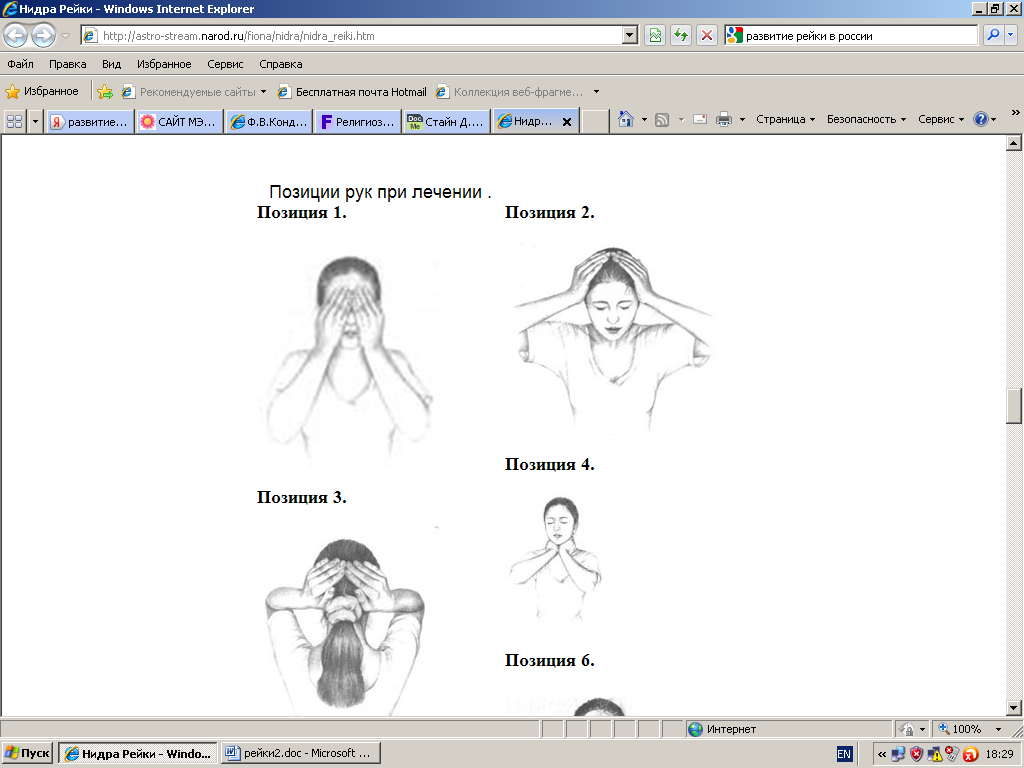 Нидра Рейки - Windows Internet Explorer
http://astro-stream.narod.ru/fiona/nidra/nidra_reiki.htm
развитие рейки в россии
Файл Правка Вид Избранное Сервис Справка
Избранное Рекомендуемые сайты Бесплатная почта Hotmail Коллекция веб-фрагме...
развитие... САЙТ МЭ... Ф.В.Конд... Религиоз... Doc Me Стайн Д.... Нидр... Страница Безопасность Сервис »
Позиции рук при лечении .
Позиция 1. Позиция 2.
Позиция 4.
Позиция 3.
Позиция 6.
Интернет 100%
Пуск Нидра Рейки - Windo... рейки2.doc - Microsoft ... EN « 18:29